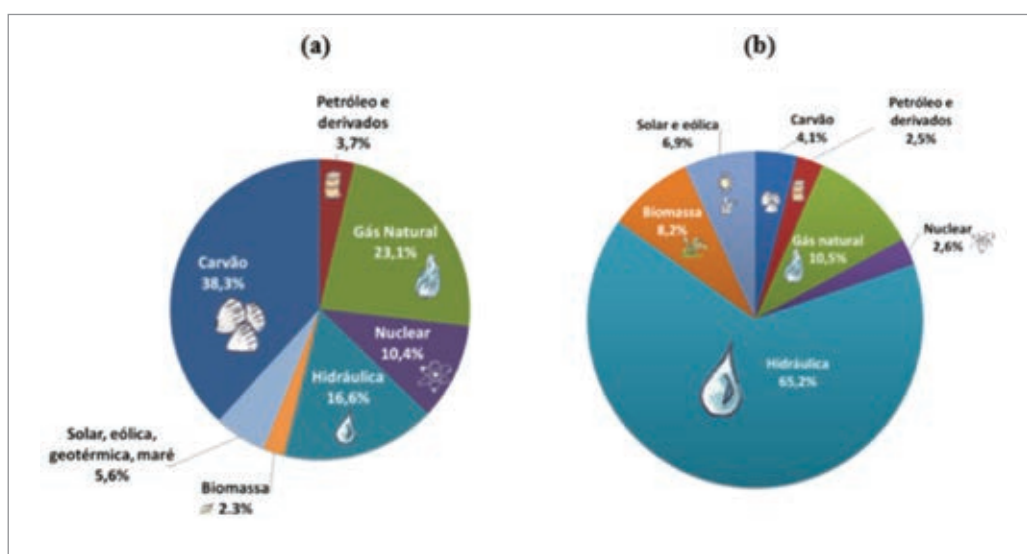 (a)
Petróleo e
derivados
3,7%
Gás Natural
23,1%
Nuclear
10,4%
Hidráulica
16,6%
Biomassa
2.3%
Solar, eólica,
geotérmica, maré
5,6%
Carvão
38,3%
(b)
Carvão
4,1%
Petróleo e
derivados
2,5%
Gás natural
10,5%
Nuclear
2,6%
Hidráulica
65,2%
Biomassa
8,2%
Solar e eólica
6,9%